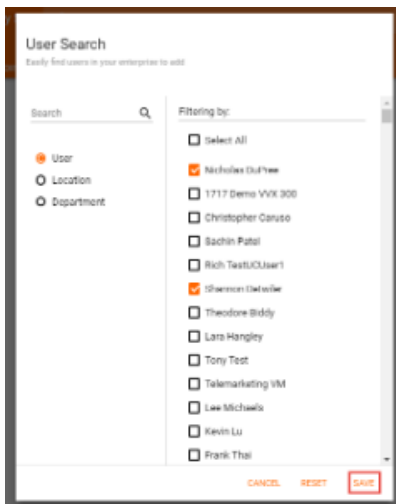 User Search
Easily find users in your enterprise to add
Search
Filtering by:
Select All
User
Location
Department
Nicholas DuPree
1717 Demo VVX 300
Christopher Caruso
Sachin Patel
Rich TestUCUser1
Shannon Detwiler
Theodore Biddy
Lara Hangley
Tony Test
Telemarketing VM
Lee Michaels
Kevin Lu
Frank Thai
CANCEL RESET SAVE